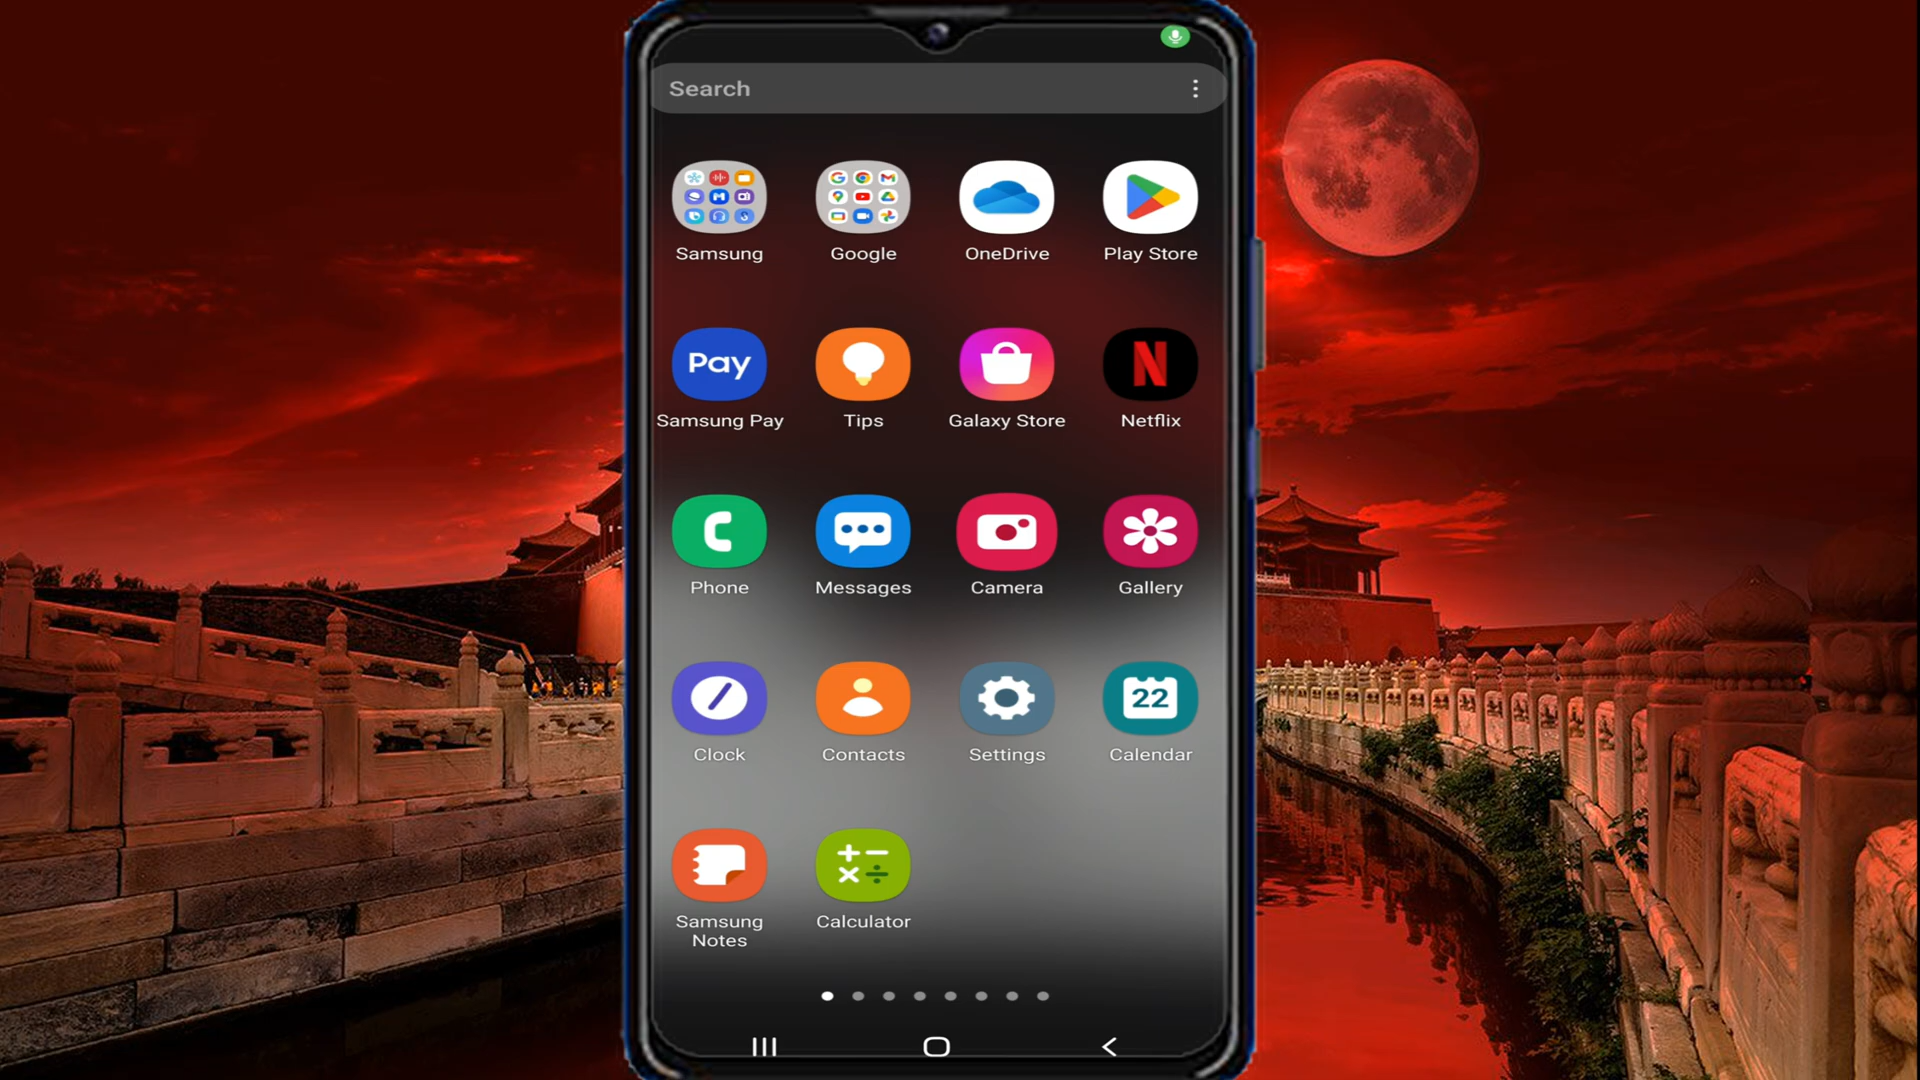 Search
Samsung
Google
OneDrive
Play Store
Pay
Samsung Pay
Tips
Galaxy Store
N
Netflix
Phone
Messages
Camera
Gallery
Clock
Contacts
Settings
22
Calendar
Samsung
Notes
Calculator